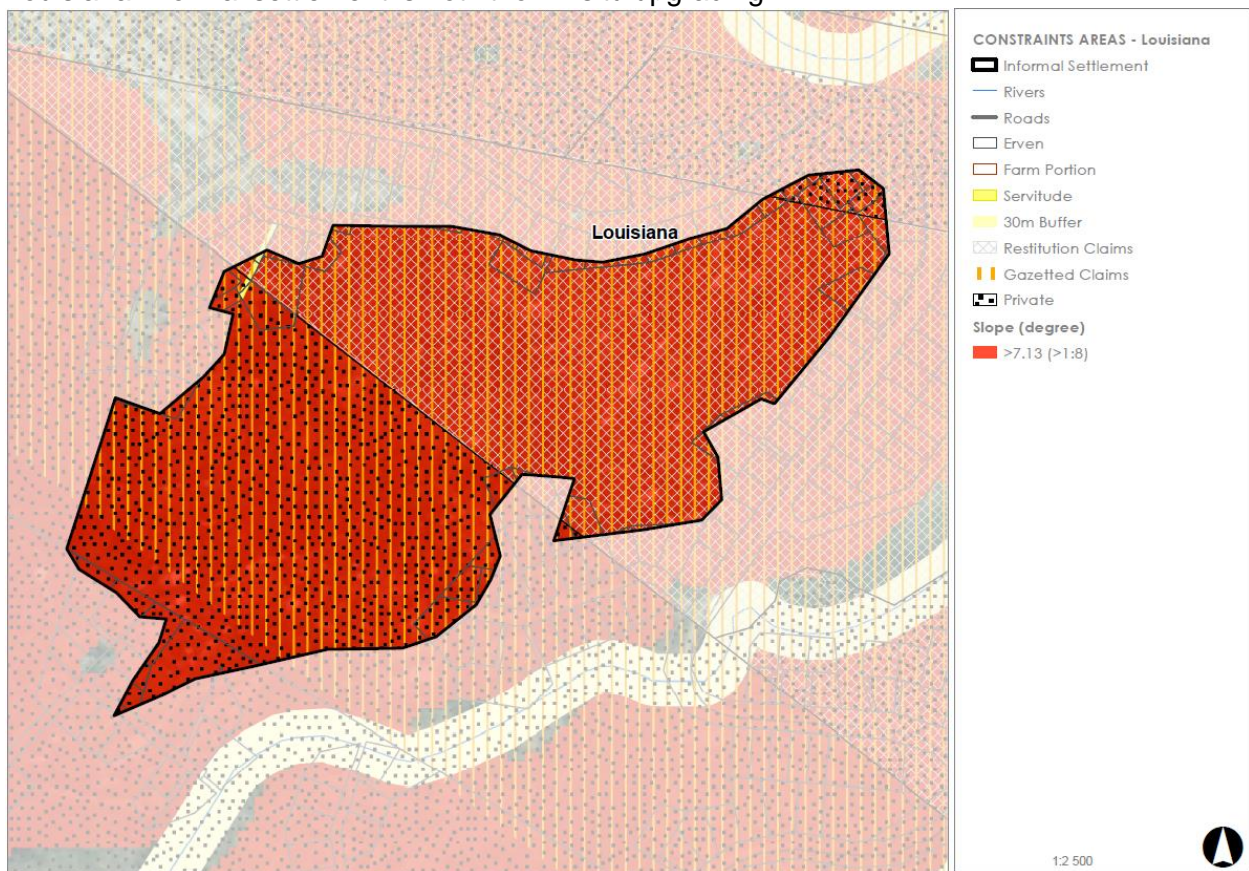 CONSTRAINTS AREAS - Louisiana
Informal Settlement
Rivers
Roads
Erven
Farm Portion
Servitude
30m Buffer
Restitution Claims
Gazetted Claims
Private
Slope (degree)
>7.13 (>1:8)
Louisiana
1:2 500